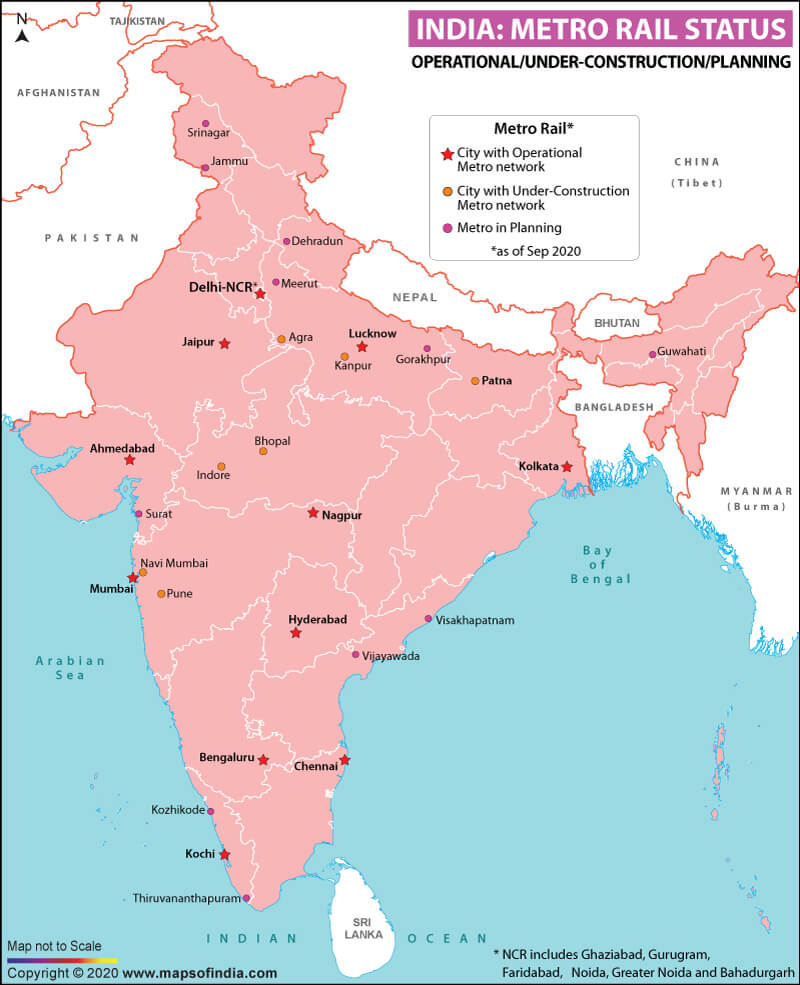 N
TAJIKISTAN
INDIA: METRO RAIL STATUS
OPERATIONAL/UNDER-CONSTRUCTION/PLANNING
AFGHANISTAN
Metro Rail*
City with Operational
Metro network
City with Under-Construction
Metro network
Metro in Planning
*as of Sep 2020
CHINA
(Tibet)
Srinagar
Jammu
PAKISTAN
Dehradun
Delhi-NCR*
Meerut
NEPAL
BHUTAN
Jaipur
Agra
Lucknow
Kanpur
Gorakhpur
Guwahati
Patna
BANGLADESH
Ahmedabad
Bhopal
Indore
Kolkata
MYANMAR
(Burma)
Surat
Nagpur
Bay
of
Bengal
Navi Mumbai
Mumbai
Pune
Hyderabad
Visakhapatnam
Vijayawada
Arabian
Sea
Bengaluru
Chennai
Kozhikode
Kochi
Thiruvananthapuram
SRI
LANKA
INDIAN OCEAN
Map not to Scale
Copyright © 2020 www.mapsofindia.com
* NCR includes Ghaziabad, Gurugram,
Faridabad, Noida, Greater Noida and Bahadurgarh